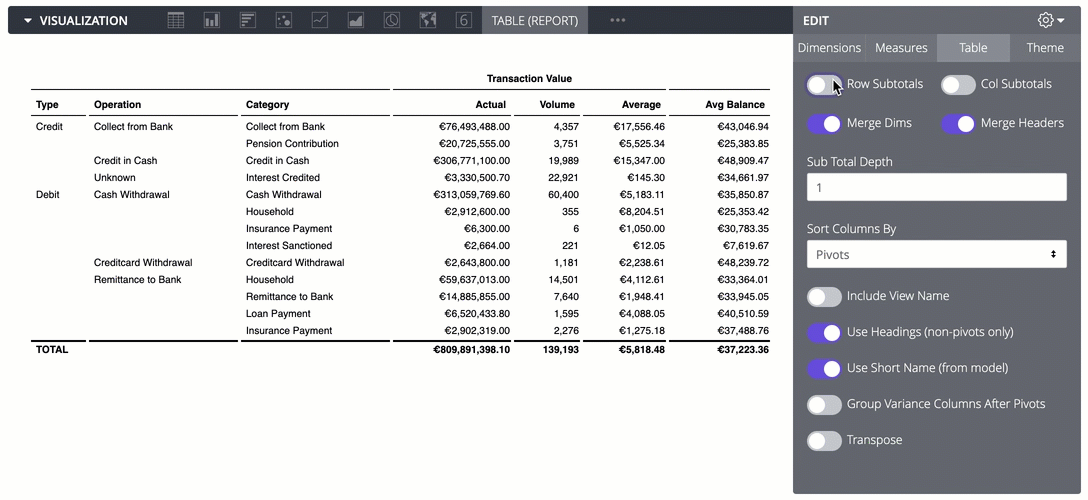 VISUALIZATION 6 TABLE (REPORT) EDIT
Dimensions Measures Table Theme
Row Subtotals Col Subtotals
Merge Dims Merge Headers
Sub Total Depth
1
Sort Columns By
Pivots
Include View Name
Use Headings (non-pivots only)
Use Short Name (from model)
Group Variance Columns After Pivots
Transpose
Transaction Value
Type Operation Category Actual Volume Average Avg Balance
Credit Collect from Bank Collect from Bank €76,493,488.00 4,357 €17,556.46 €43,046.94
Pension Contribution €20,725,555.00 3,751 €5,525.34 €25,383.85
Credit in Cash Credit in Cash €306,771,100.00 19,989 €15,347.00 €48,909.47
Unknown Interest Credited €3,330,500.70 22,921 €145.30 €34,661.97
Debit Cash Withdrawal Cash Withdrawal €313,059,769.60 60,400 €5,183.11 €35,850.87
Household €2,912,600.00 355 €8,204.51 €25,353.42
Insurance Payment €6,300.00 6 €1,050.00 €30,783.35
Interest Sanctioned €2,664.00 221 €12.05 €7,619.67
Creditcard Withdrawal Creditcard Withdrawal €2,643,800.00 1,181 €2,238.61 €48,239.72
Remittance to Bank Household €59,637,013.00 14,501 €4,112.61 €33,364.01
Remittance to Bank €14,885,855.00 7,640 €1,948.41 €33,945.05
Loan Payment €6,520,433.80 1,595 €4,088.05 €40,510.59
Insurance Payment €2,902,319.00 2,276 €1,275.18 €37,488.76
TOTAL €809,891,398.10 139,193 €5,818.48 €37,223.36